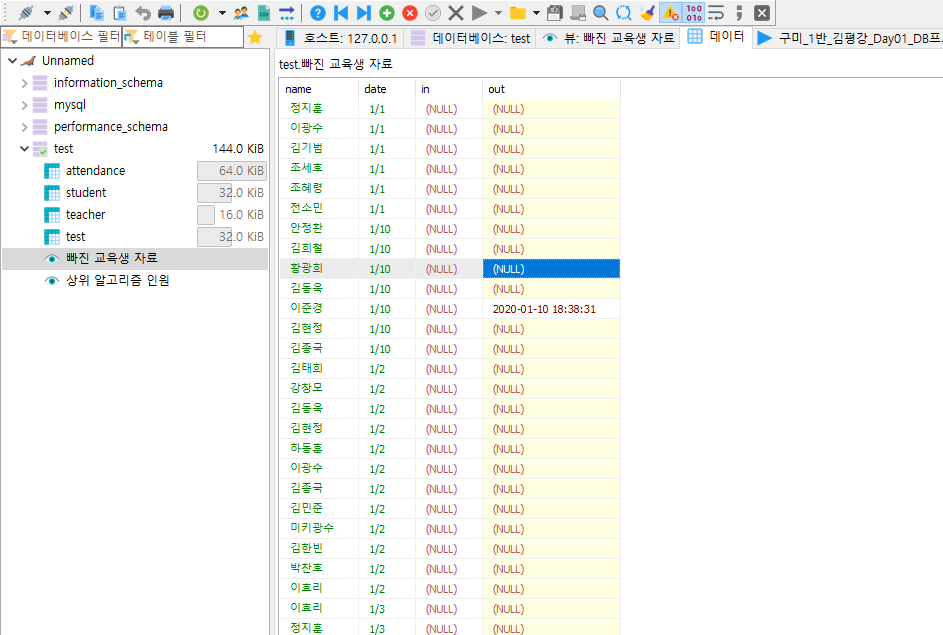 데이터베이스 필터 테이블 필터 호스트: 127.0.0.1 데이터베이스: test 뷰: 빠진 교육생 자료 데이터 구미_1반_김평강_Day01_DB프
Unnamed
information_schema
mysql
performance_schema
test 144.0 KiB
attendance 64.0 KiB
student 32.0 KiB
teacher 16.0 KiB
test 32.0 KiB
빠진 교육생 자료
상위 알고리즘 인원
test.빠진 교육생 자료
name date in out
정지훈 1/1 (NULL) (NULL)
이광수 1/1 (NULL) (NULL)
김기범 1/1 (NULL) (NULL)
조세호 1/1 (NULL) (NULL)
조혜령 1/1 (NULL) (NULL)
전소민 1/1 (NULL) (NULL)
안정환 1/10 (NULL) (NULL)
김희철 1/10 (NULL) (NULL)
황광희 1/10 (NULL) (NULL)
김동욱 1/10 (NULL) (NULL)
이준경 1/10 (NULL) 2020-01-10 18:38:31
김현정 1/10 (NULL) (NULL)
김종국 1/10 (NULL) (NULL)
김태희 1/2 (NULL) (NULL)
강창모 1/2 (NULL) (NULL)
김동욱 1/2 (NULL) (NULL)
김현정 1/2 (NULL) (NULL)
하동훈 1/2 (NULL) (NULL)
이광수 1/2 (NULL) (NULL)
김종국 1/2 (NULL) (NULL)
김민준 1/2 (NULL) (NULL)
미키광수 1/2 (NULL) (NULL)
김한빈 1/2 (NULL) (NULL)
박찬호 1/2 (NULL) (NULL)
이효리 1/2 (NULL) (NULL)
이효리 1/3 (NULL) (NULL)
정지훈 1/3 (NULL) (NULL)